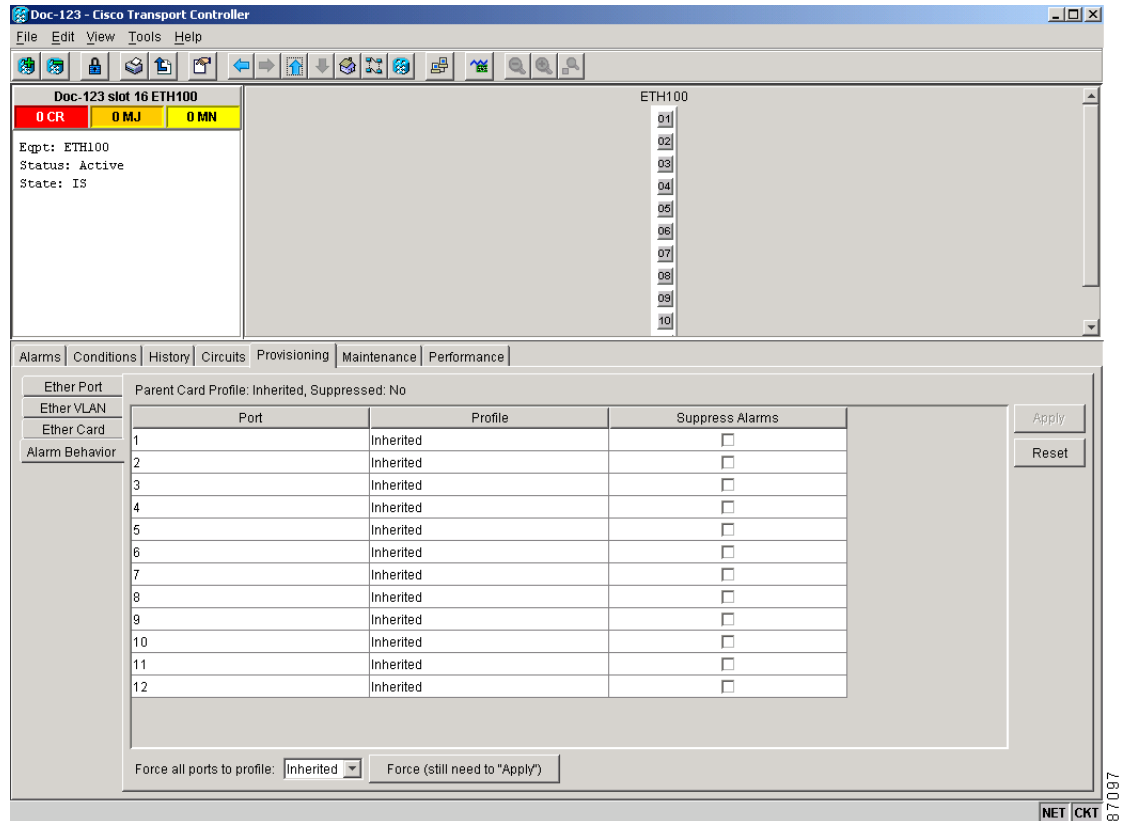 Doc-123 - Cisco Transport Controller
File Edit View Tools Help
Doc-123 slot 16 ETH100
0 CR 0 MJ 0 MN
Eqpt: ETH100
Status: Active
State: IS
ETH100
01
02
03
04
05
06
07
08
09
10
Alarms Conditions History Circuits Provisioning Maintenance Performance
Ether Port
Ether VLAN
Ether Card
Alarm Behavior
Parent Card Profile: Inherited, Suppressed: No
Port Profile Suppress Alarms
1 Inherited
2 Inherited
3 Inherited
4 Inherited
5 Inherited
6 Inherited
7 Inherited
8 Inherited
9 Inherited
10 Inherited
11 Inherited
12 Inherited
Apply
Reset
Force all ports to profile: Inherited Force (still need to "Apply")
NET CKT
87097